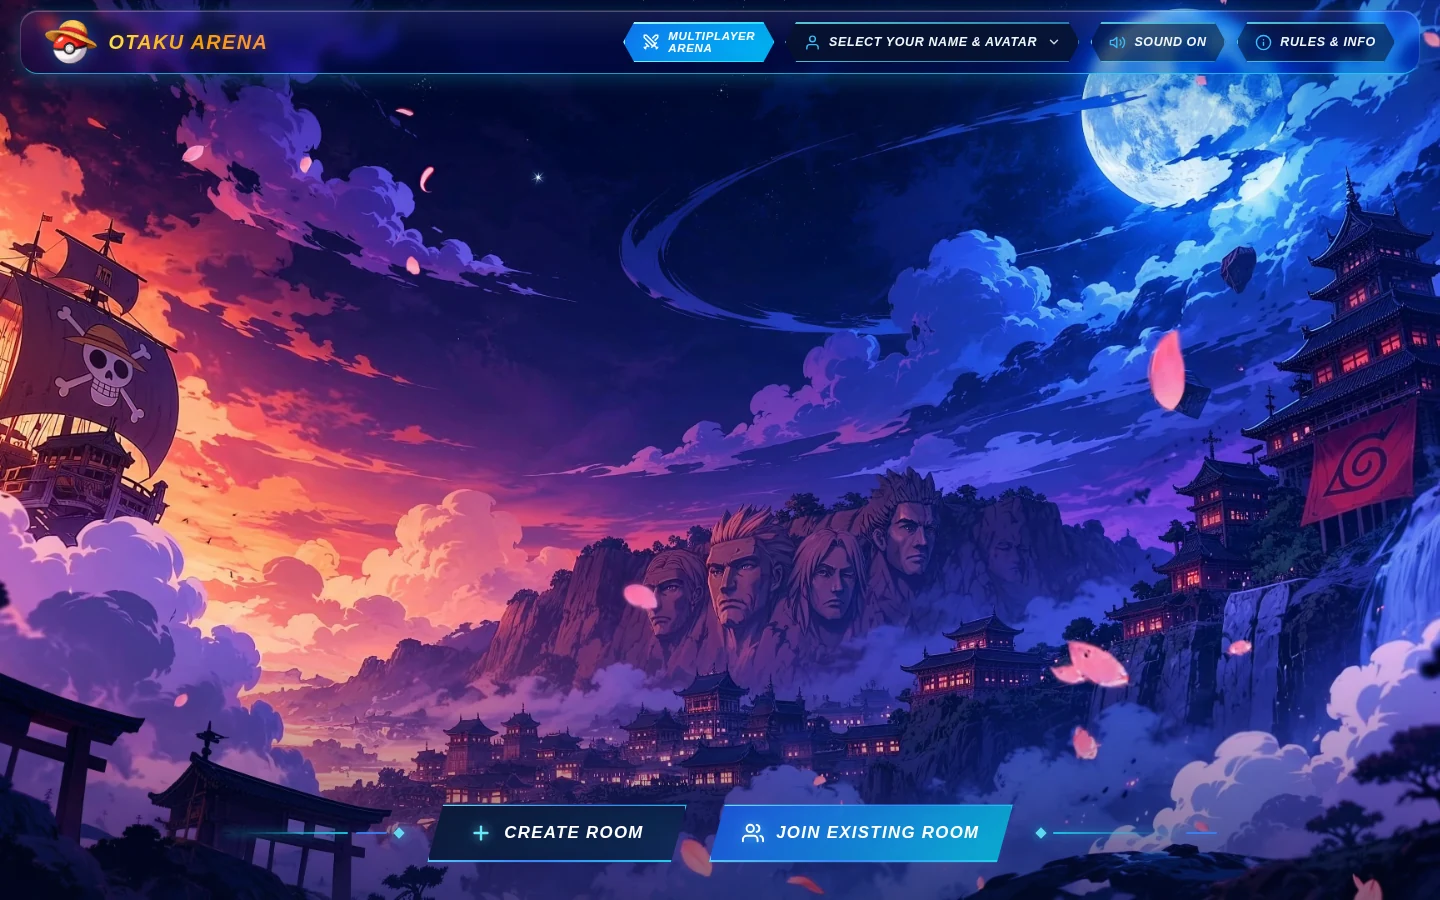 OTAKU ARENA
MULTIPLAYER
ARENA
SELECT YOUR NAME & AVATAR
SOUND ON
RULES & INFO
CREATE ROOM
JOIN EXISTING ROOM